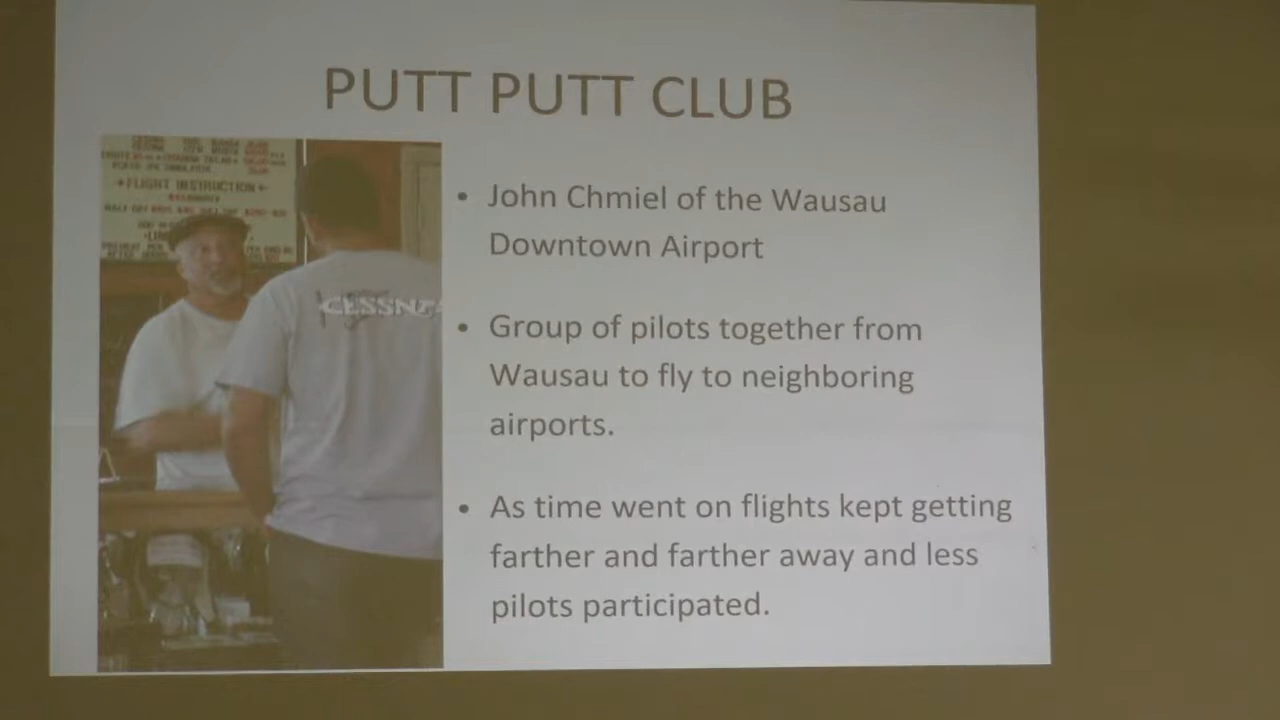 PUTT PUTT CLUB
• John Chmiel of the Wausau
Downtown Airport
• Group of pilots together from
Wausau to fly to neighboring
airports.
• As time went on flights kept getting
farther and farther away and less
pilots participated.
FLIGHT INSTRUCTION
CESSNA